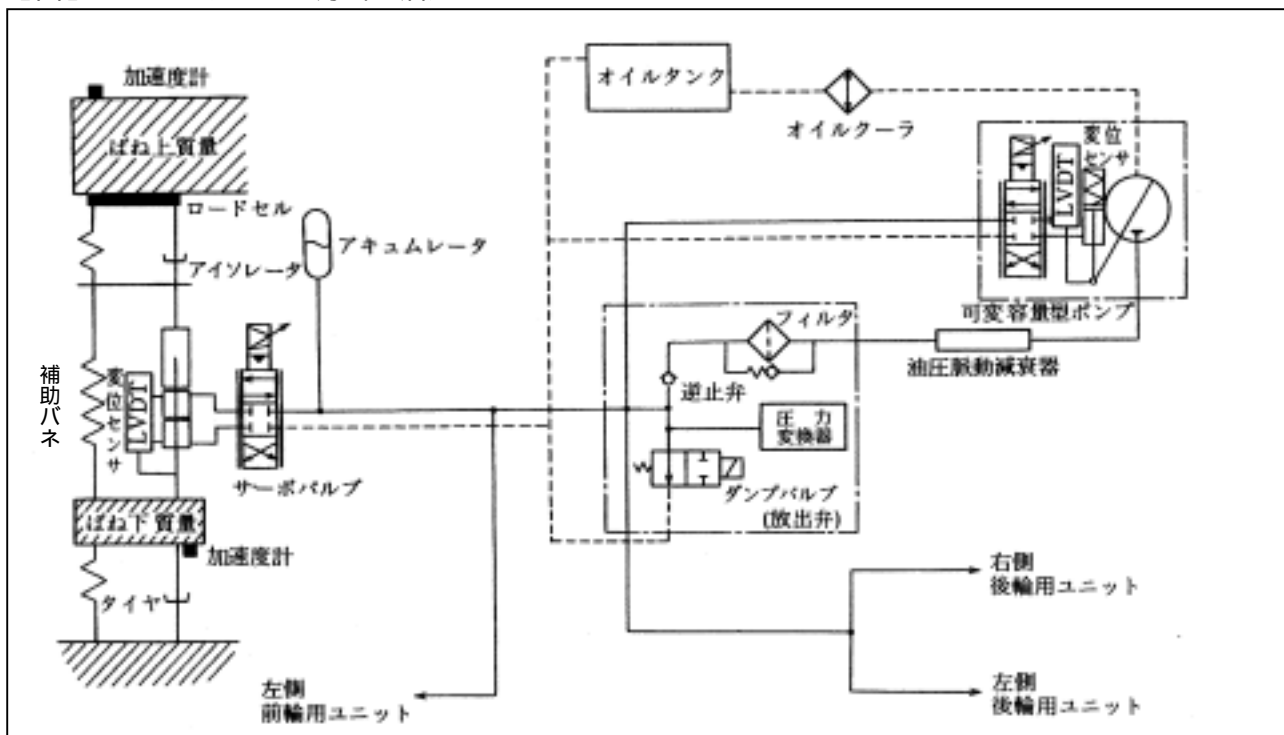 加速度計
ばね上質量
ロードセル
アイソレータ
アキュムレータ
補助バネ
変位センサ
LVDT
サーボバルブ
ばね下質量
加速度計
タイヤ
左側
前輪用ユニット
オイルタンク
オイルクーラ
変位
センサ
LVDT
可変容量型ポンプ
フィルタ
油圧脈動減衰器
逆止弁
圧力
変換器
ダンプバルブ
(放出弁)
右側
後輪用ユニット
左側
後輪用ユニット